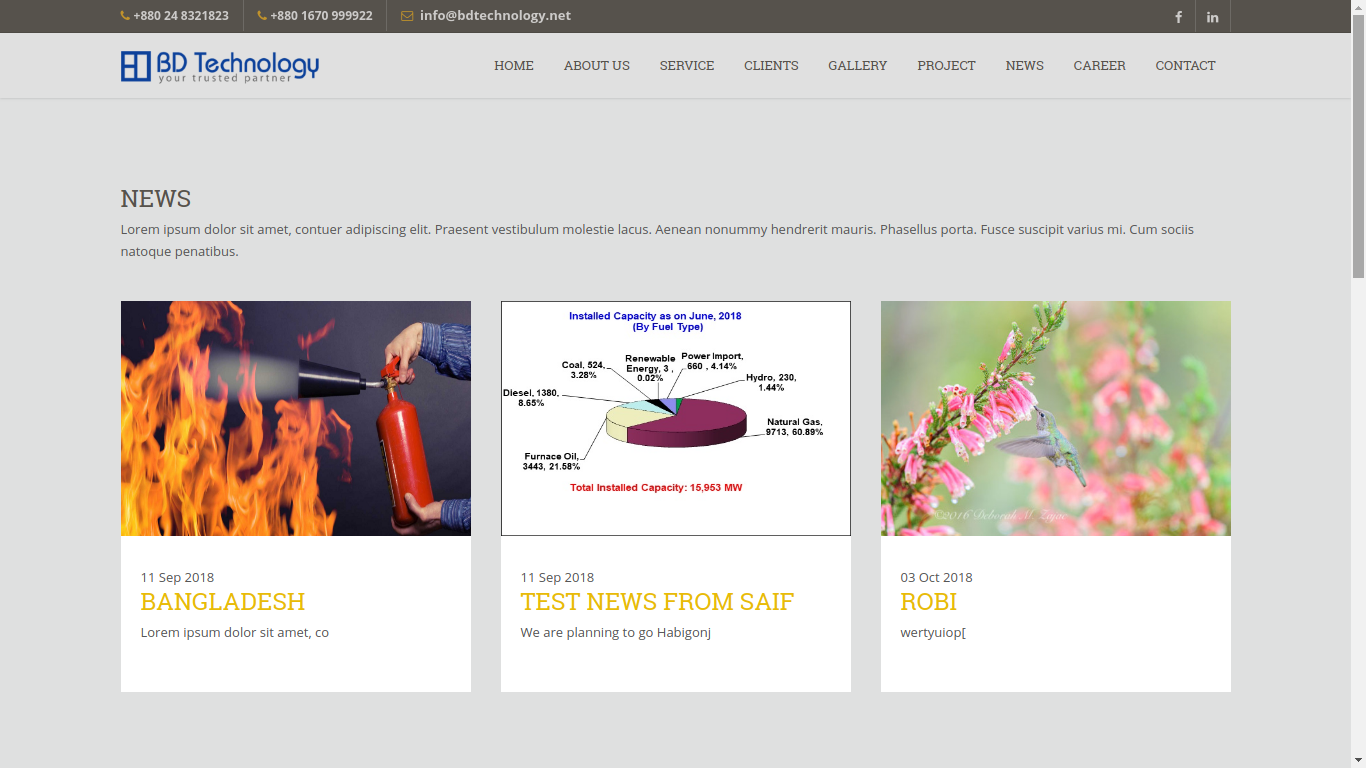 +880 24 8321823
+880 1670 999922
info@bdtechnology.net
BD Technology
your trusted partner
HOME
ABOUT US
SERVICE
CLIENTS
GALLERY
PROJECT
NEWS
CAREER
CONTACT
NEWS
Lorem ipsum dolor sit amet, contuer adipiscing elit. Praesent vestibulum molestie lacus. Aenean nonummy hendrerit mauris. Phasellus porta. Fusce suscipit varius mi. Cum sociis
natoque penatibus.
Installed Capacity as on June, 2018
(By Fuel Type)
Coal, 524,
3.28%
Renewable
Energy, 3 ,
0.02%
Power Import,
660 , 4.14%
Hydro, 230,
1.44%
Diesel, 1380,
8.65%
Natural Gas,
9713, 60.89%
Furnace Oil,
3443, 21.58%
Total Installed Capacity: 15,953 MW
©2016 Deborah M. Zajac
11 Sep 2018
BANGLADESH
Lorem ipsum dolor sit amet, co
11 Sep 2018
TEST NEWS FROM SAIF
We are planning to go Habigonj
03 Oct 2018
ROBI
wertyuiop[